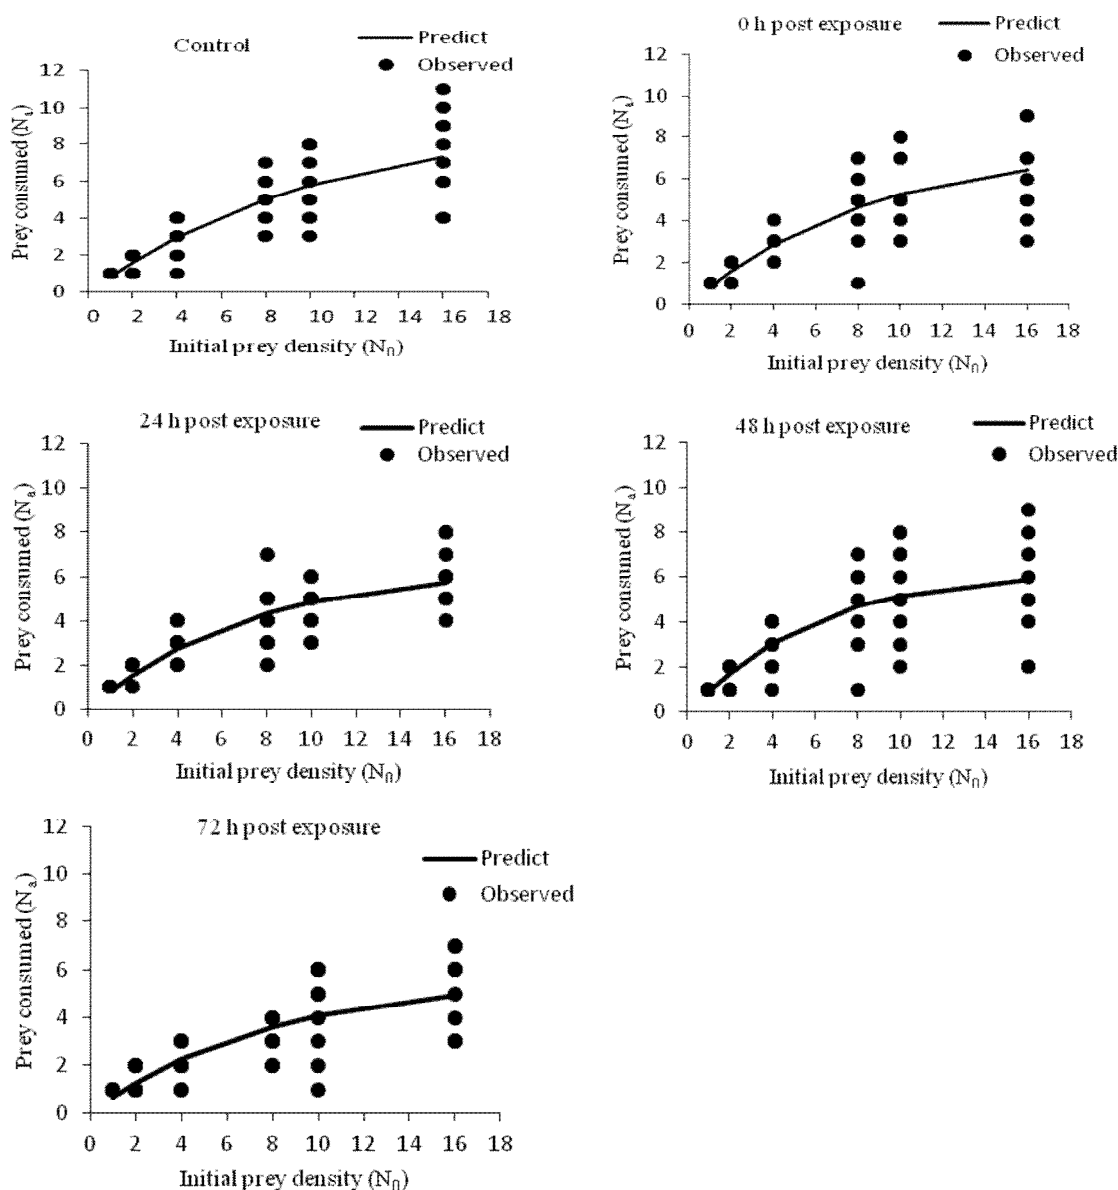 Control
Predict
Observed
12
10
8
6
4
2
0
Prey consumed (Nₐ)
0 2 4 6 8 10 12 14 16 18
Initial prey density (N₀)
0 h post exposure
Predict
Observed
12
10
8
6
4
2
0
Prey consumed (Nₐ)
0 2 4 6 8 10 12 14 16 18
Initial prey density (N₀)
24 h post exposure
Predict
Observed
12
10
8
6
4
2
0
Prey consumed (Nₐ)
0 2 4 6 8 10 12 14 16 18
Initial prey density (N₀)
48 h post exposure
Predict
Observed
12
10
8
6
4
2
0
Prey consumed (Nₐ)
0 2 4 6 8 10 12 14 16 18
Initial prey density (N₀)
72 h post exposure
Predict
Observed
12
10
8
6
4
2
0
Prey consumed (Nₐ)
0 2 4 6 8 10 12 14 16 18
Initial prey density (N₀)